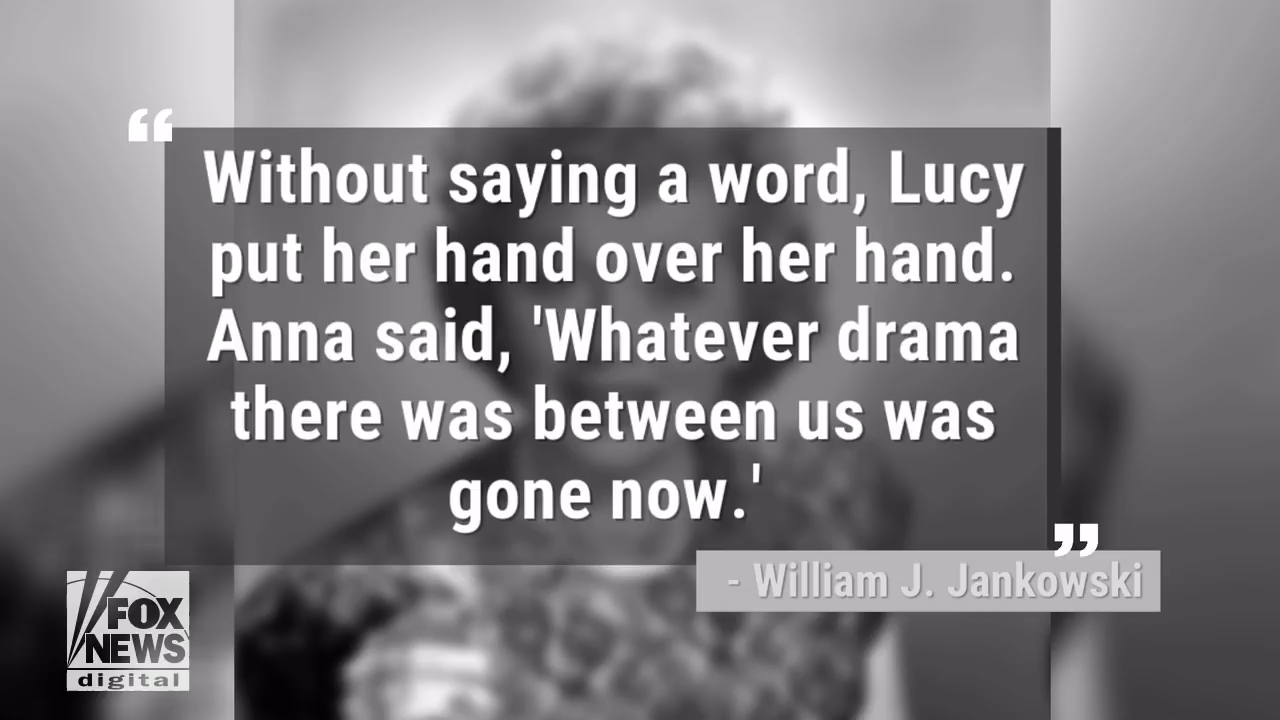 “
Without saying a word, Lucy
put her hand over her hand.
Anna said, 'Whatever drama
there was between us was
gone now.'
”
- William J. Jankowski
FOX
NEWS
digital